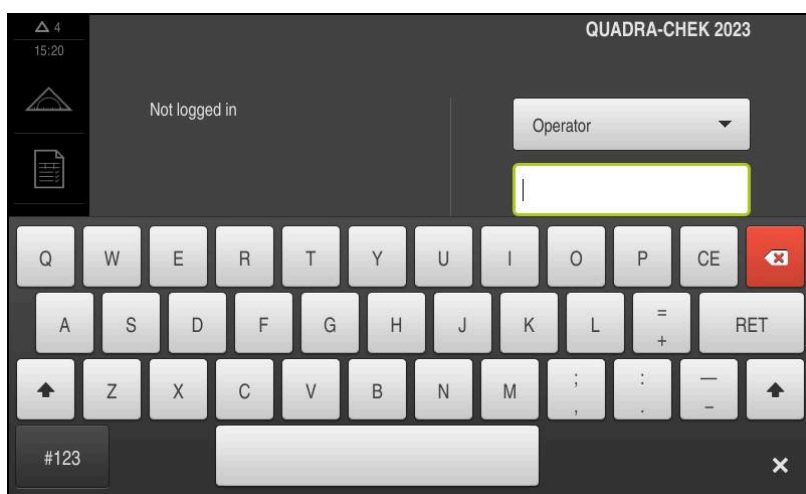 4
QUADRA-CHEK 2023
15:20
Not logged in
Operator
Q W E R T Y U I O P CE
A S D F G H J K L = + RET
Z X C V B N M ; , : . — –
#123